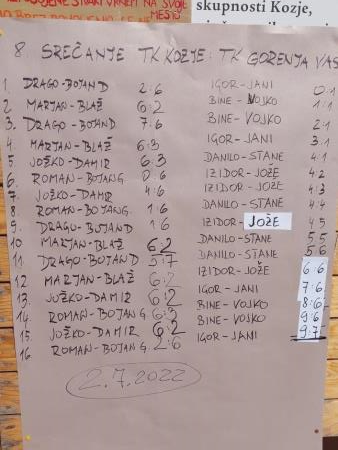 VRNEM NA SVOJE
MESTO
skupnosti Kozje,
8 SREČANJE TK KOZJE : TK GORENJA VAS
1. DRAGO-BOJAND 2:6 IGOR-JANI 0:1
2. MARJAN-BLAŽ 6:2 BINE-VOJKO 1:1
3. DRAGO-BOJAND 7:6 BINE-VOJKO 2:1
4. MARJAN-BLAŽ 6:3 IGOR-JANI 3:1
5. JOŽKO-DAMIR 6:3 DANILO-STANE 4:1
6. ROMAN-BOJANG. 0:6 IZIDOR-JOŽE 4:2
7. JOŽKO-DAMIR 4:6 IZIDOR-JOŽE 4:3
8. ROMAN-BOJANG. 1:6 DANILO-STANE 4:4
9. DRAGO-BOJAND 1:6 IZIDOR-JOŽE 4:5
10. MARJAN-BLAŽ 6:2 DANILO-STANE 5:5
11. DRAGO-BOJAND 5:7 DANILO-STANE 5:6
12. MARJAN-BLAŽ 6:2 IZIDOR-JOŽE 6:6
13. JOŽKO-DAMIR 6:2 IGOR-JANI 7:6
14. ROMAN-BOJANG 6:3 BINE-VOJKO 8:6
15. JOŽKO-DAMIR 6:2 BINE-VOJKO 9:6
16. ROMAN-BOJANG 2:6 IGOR-JANI 9:7
2.7.2022